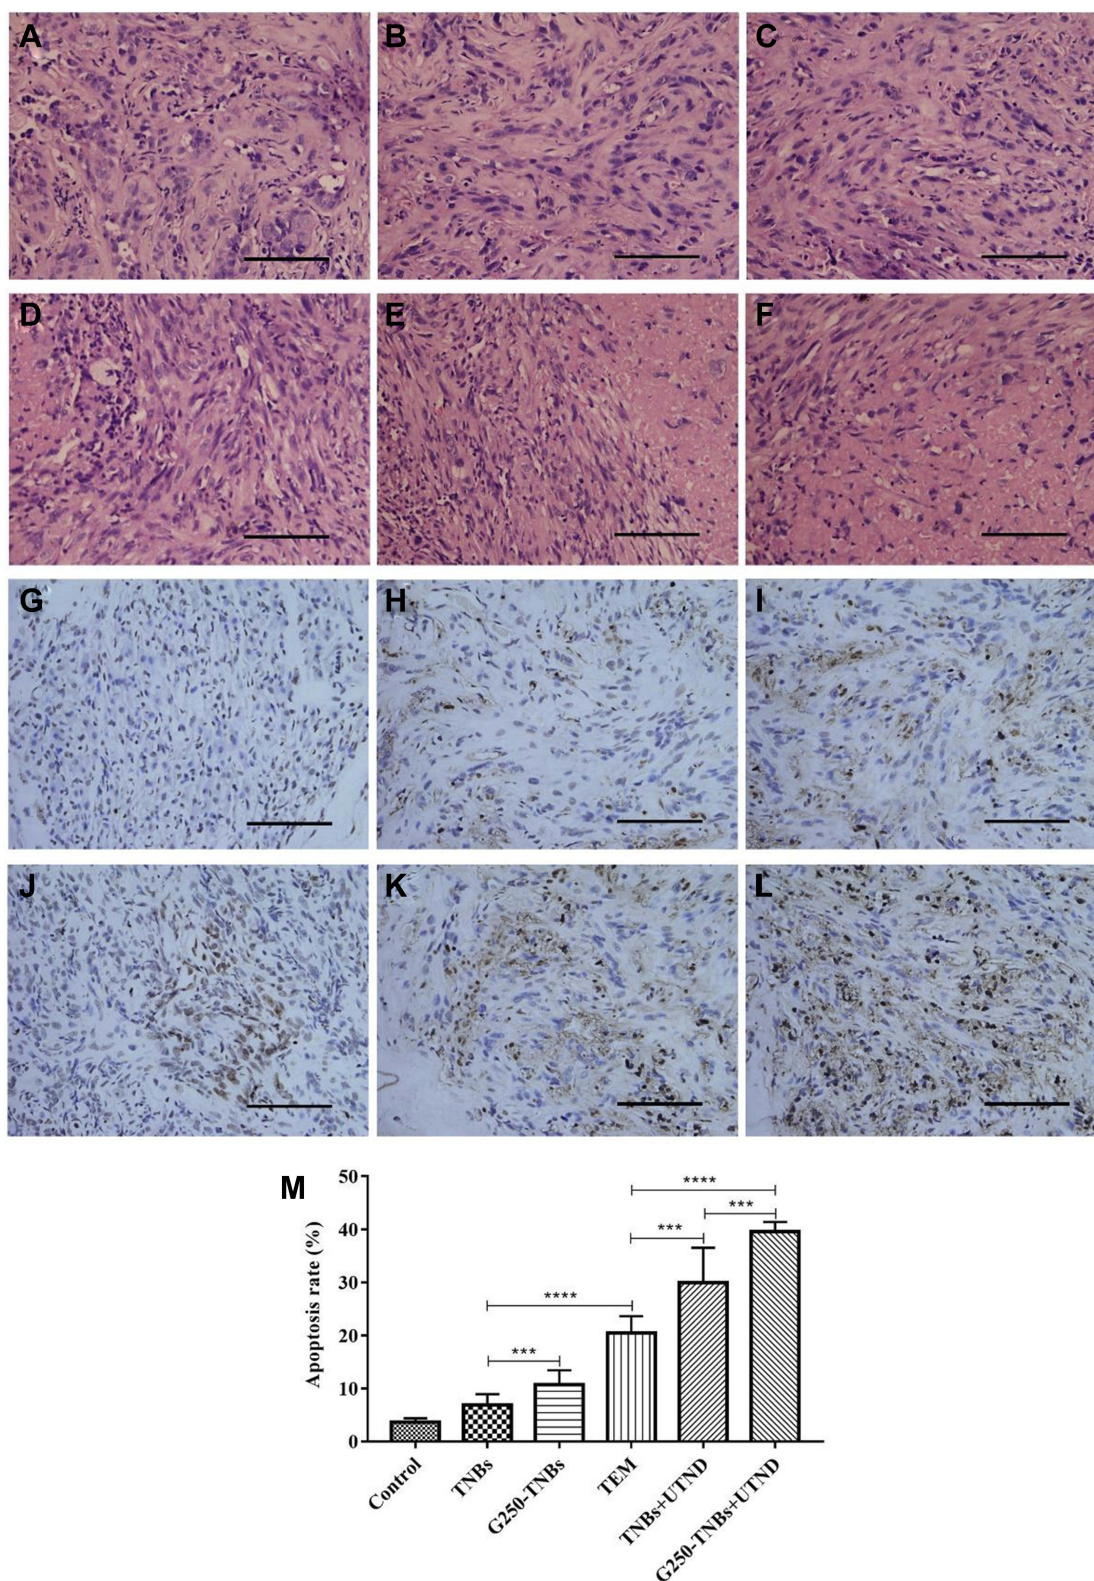 A
B
C
D
E
F
G
H
I
J
K
L
M
Apoptosis rate (%)
50
40
30
20
10
0
****
***
***
****
***
Control
TNBs
G250-TNBs
TEM
TNBs+UTND
G250-TNBs+UTND